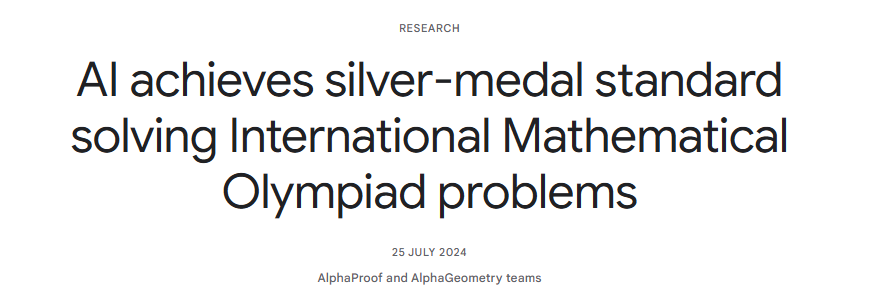 RESEARCH
AI achieves silver-medal standard
solving International Mathematical
Olympiad problems
25 JULY 2024
AlphaProof and AlphaGeometry teams